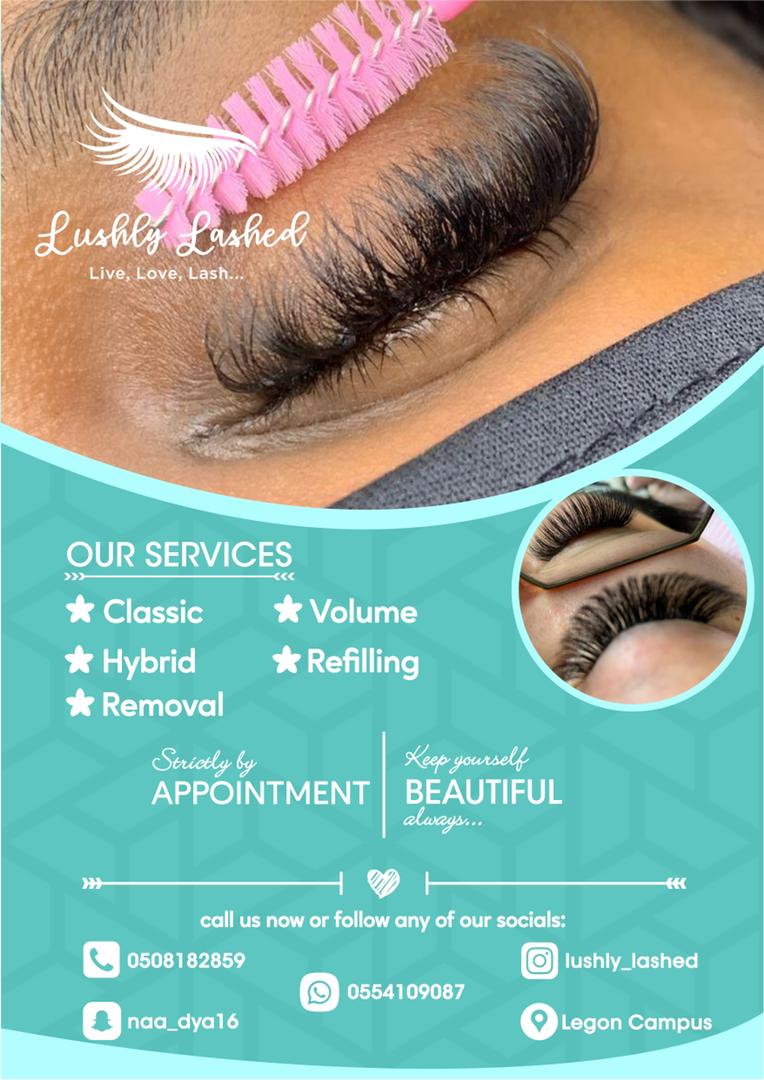 Lushly Lashed
Live, Love, Lash...
OUR SERVICES
Classic
Volume
Hybrid
Refilling
Removal
Strictly by
APPOINTMENT
Keep yourself
BEAUTIFUL
always...
call us now or follow any of our socials:
0508182859
lushly_lashed
0554109087
naa_dya16
Legon Campus